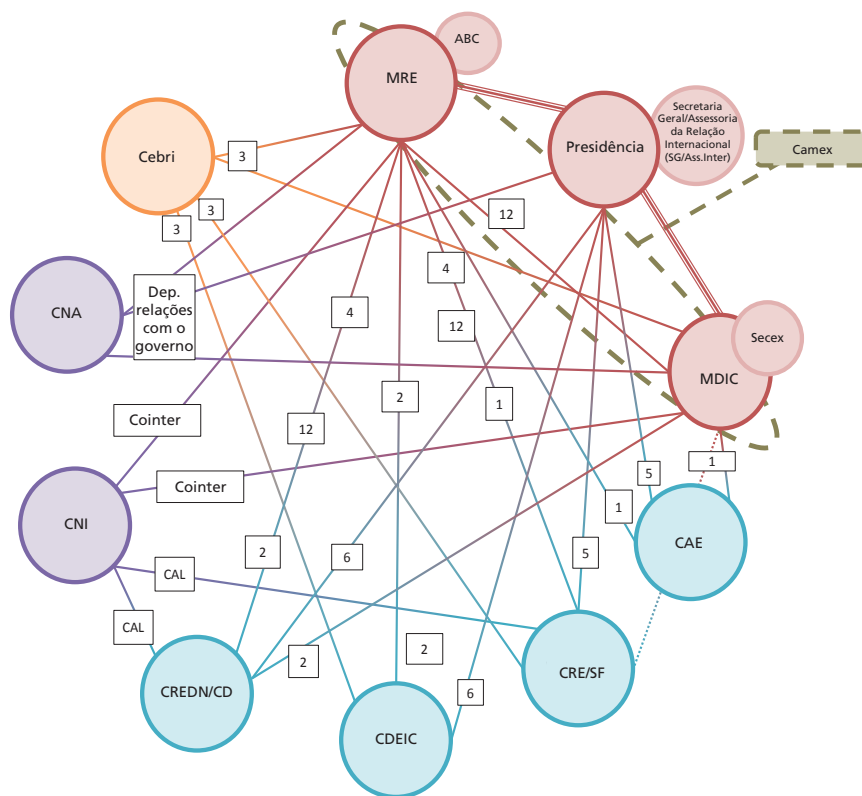 ABC
MRE
Secretaria
Geral/Assessoria
da Relação
Internacional
(SG/Ass.Inter)
Presidência
Camex
Cebri
3
3
3
12
4
12
4
Dep.
relações
com o
governo
CNA
Secex
MDIC
2
1
Cointer
12
Cointer
1
5
1
CNI
CAE
2
6
5
CAL
CAL
2
2
CRE/SF
CREDN/CD
6
CDEIC